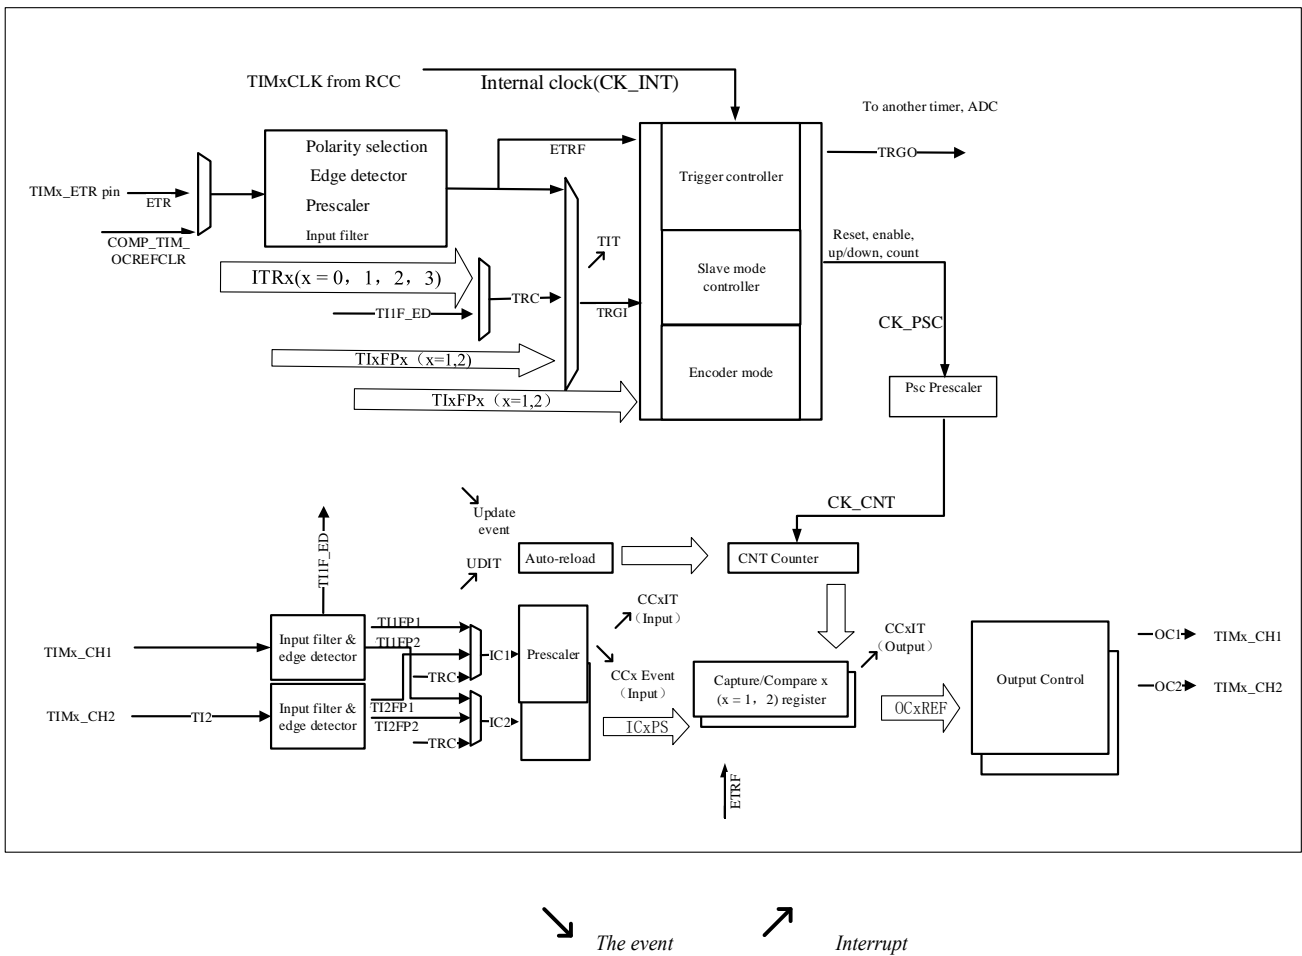 TIMxCLK from RCC
Internal clock(CK_INT)
To another timer, ADC
TRGO
ETRF
Polarity selection
Edge detector
Prescaler
Input filter
TIMx_ETR pin
ETR
COMP_TIM_
OCREFCLR
Trigger controller
Slave mode
controller
Encoder mode
Reset, enable,
up/down, count
TIT
ITRx(x = 0，1，2，3)
TRC
TRGI
TI1F_ED
CK_PSC
TIxFPx（x=1,2)
TIxFPx（x=1,2）
Psc Prescaler
CK_CNT
Update
event
UDIT
Auto-reload
CNT Counter
TI1F_ED
CCxIT
（Input）
TIMx_CH1
Input filter &
edge detector
TI1FP1
TI1FP2
TRC
IC1
Prescaler
CCx Event
（Input）
CCxIT
（Output）
Capture/Compare x
(x = 1，2) register
Output Control
OC1
TIMx_CH1
OC2
TIMx_CH2
TIMx_CH2
TI2
Input filter &
edge detector
TI2FP1
TI2FP2
TRC
IC2
ICxPS
OCxREF
ETRF
The event
Interrupt